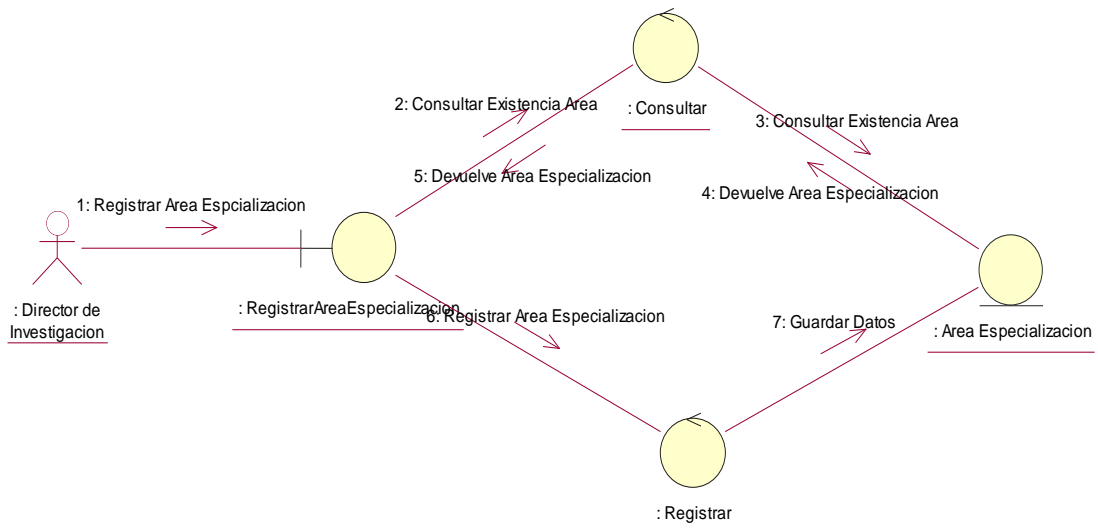 2: Consultar Existencia Area
: Consultar
3: Consultar Existencia Area
5: Devuelve Area Especializacion
4: Devuelve Area Especializacion
1: Registrar Area Espcializacion
: Director de
Investigacion
: RegistrarAreaEspecializacion
6: Registrar Area Especializacion
7: Guardar Datos
: Area Especializacion
: Registrar